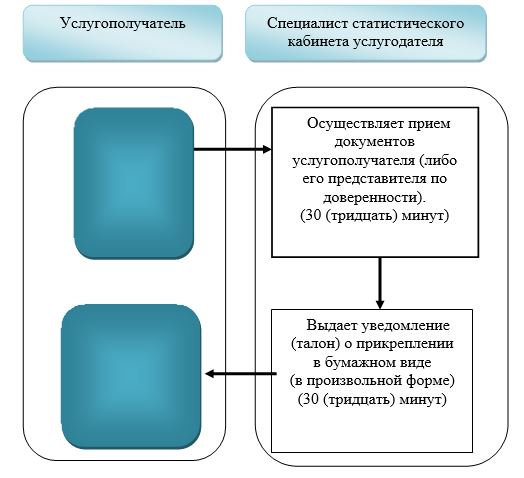 Услугополучатель
Специалист статистического
кабинета услугодателя
Осуществляет прием
документов
услугополучателя (либо
его представителя по
доверенности).
(30 (тридцать) минут)
Выдает уведомление
(талон) о прикреплении
в бумажном виде
(в произвольной форме)
(30 (тридцать) минут)